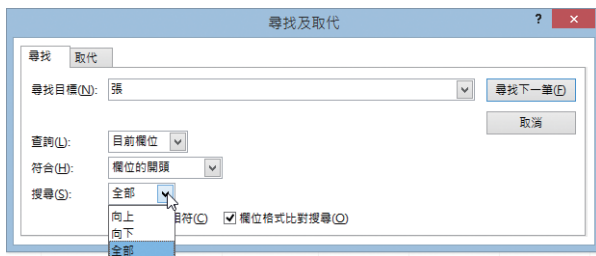 尋找及取代
? ×
尋找 取代
尋找目標(N): 張 尋找下一筆(F)
取消
查詢(L): 目前欄位
符合(H): 欄位的開頭
搜尋(S): 全部
向上 相符(C) 欄位格式比對搜尋(O)
向下
全部